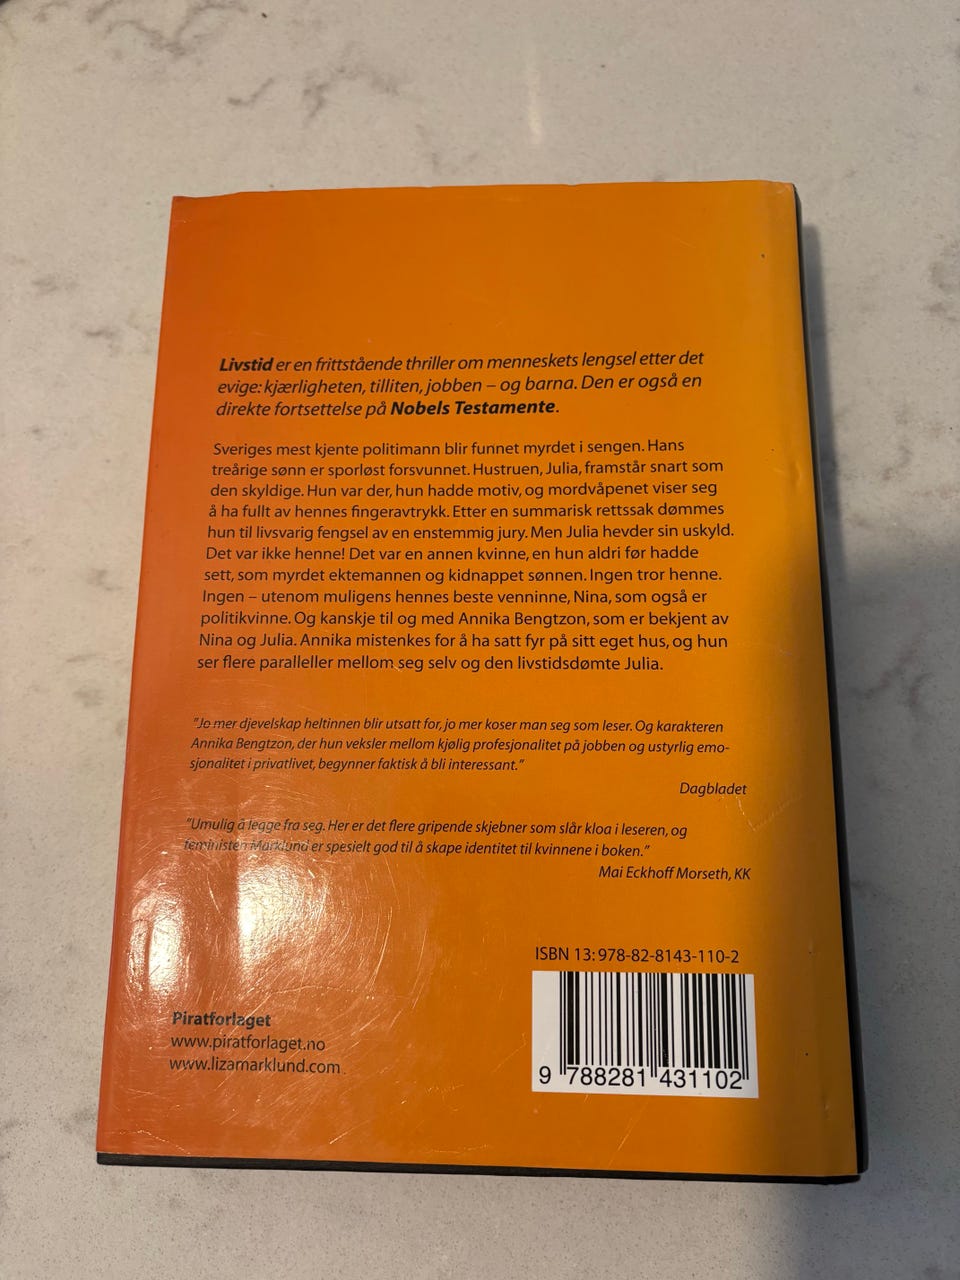 Livstid er en frittstående thriller om menneskets lengsel etter det
evige: kjærligheten, tilliten, jobben – og barna. Den er også en
direkte fortsettelse på Nobels Testamente.
Sveriges mest kjente politimann blir funnet myrdet i sengen. Hans
treårige sønn er sporløst forsvunnet. Hustruen, Julia, framstår snart som
den skyldige. Hun var der, hun hadde motiv, og mordvåpenet viser seg
å ha fullt av hennes fingeravtrykk. Etter en summarisk rettssak dømmes
hun til livsvarig fengsel av en enstemmig jury. Men Julia hevder sin uskyld.
Det var ikke henne! Det var en annen kvinne, en hun aldri før hadde
sett, som myrdet ektemannen og kidnappet sønnen. Ingen tror henne.
Ingen – utenom muligens hennes beste venninne, Nina, som også er
politikvinne. Og kanskje til og med Annika Bengtzon, som er bekjent av
Nina og Julia. Annika mistenkes for å ha satt fyr på sitt eget hus, og hun
ser flere paralleller mellom seg selv og den livstidsdømte Julia.
"Jo mer djevelskap heltinnen blir utsatt for, jo mer koser man seg som leser. Og karakteren
Annika Bengtzon, der hun veksler mellom kjølig profesjonalitet på jobben og ustyrlig emo-
sjonalitet i privatlivet, begynner faktisk å bli interessant."
Dagbladet
"Umulig å legge fra seg. Her er det flere gripende skjebner som slår kloa i leseren, og
feministen Marklund er spesielt god til å skape identitet til kvinnene i boken."
Mai Eckhoff Morseth, KK
ISBN 13: 978-82-8143-110-2
9 788281 431102
Piratforlaget
www.piratforlaget.no
www.lizamarklund.com